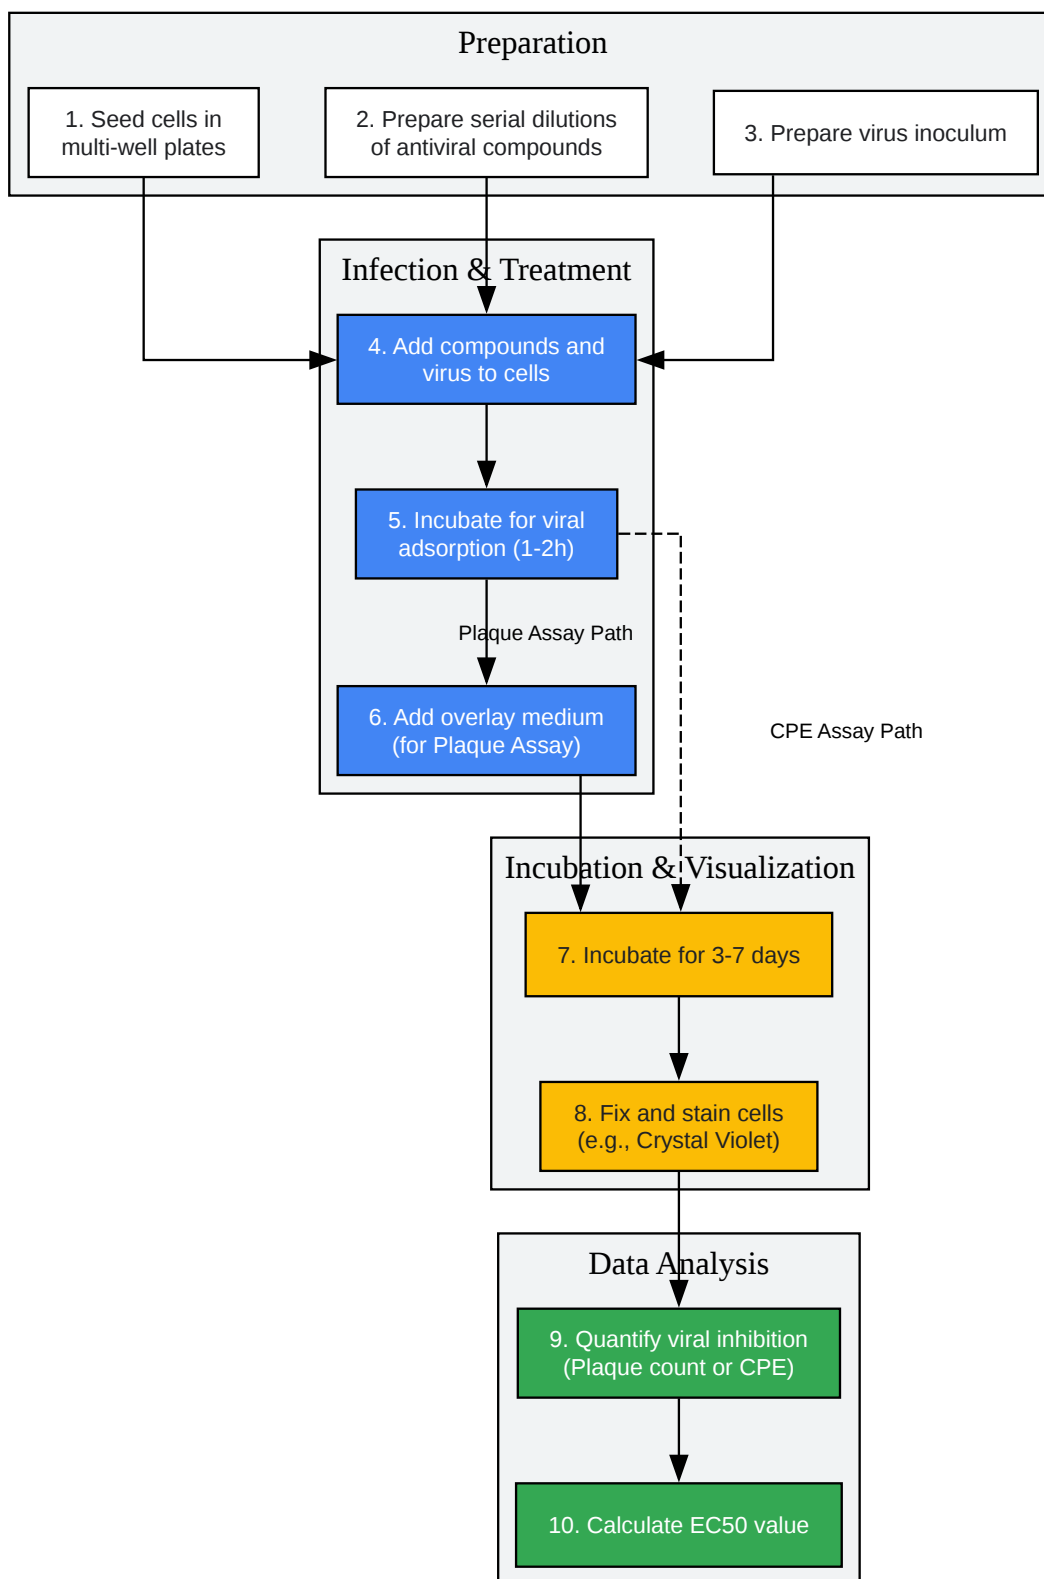 Preparation
1. Seed cells in
multi-well plates
2. Prepare serial dilutions
of antiviral compounds
3. Prepare virus inoculum
Infection & Treatment
4. Add compounds and
virus to cells
5. Incubate for viral
adsorption (1-2h)
Plaque Assay Path
6. Add overlay medium
(for Plaque Assay)
CPE Assay Path
Incubation & Visualization
7. Incubate for 3-7 days
8. Fix and stain cells
(e.g., Crystal Violet)
Data Analysis
9. Quantify viral inhibition
(Plaque count or CPE)
10. Calculate EC50 value